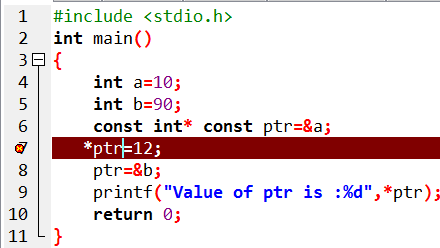 1 #include <stdio.h>
2 int main()
3 {
4 int a=10;
5 int b=90;
6 const int* const ptr=&a;
7 *ptr=12;
8 ptr=&b;
9 printf("Value of ptr is :%d",*ptr);
10 return 0;
11 }